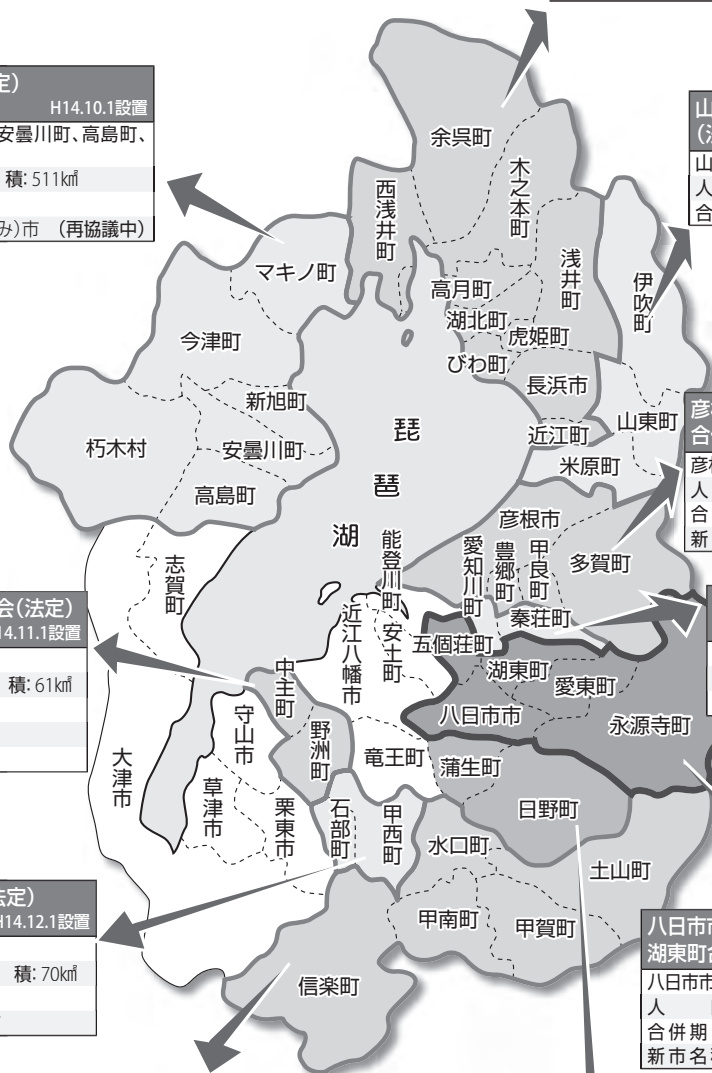 定）
H14.10.1設置
安曇川町、高島町、
積：511㎢
み）市　（再協議中）
余呉町
木之本町
西浅井町
浅井町
マキノ町
高月町
伊吹町
湖北町
虎姫町
今津町
びわ町
長浜市
新旭町
近江町
山東町
朽木村
安曇川町
米原町
高島町
琵琶湖
彦根市
多賀町
甲良町
豊郷町
愛知川町
秦荘町
能登川町
志賀町
安土町
近江八幡市
五個荘町
湖東町
愛東町
八日市市
永源寺町
会（法定）
14.11.1設置
積：61㎢
中主町
守山市
野洲町
竜王町
蒲生町
日野町
大津市
草津市
栗東市
石部町
甲西町
水口町
土山町
甲南町
甲賀町
信楽町
法定）
H14.12.1設置
積：70㎢
山
（法
山
人
合
彦根
合併
彦根
人
合
新
八日市市
湖東町合
八日市市
人
合併期
新市名称